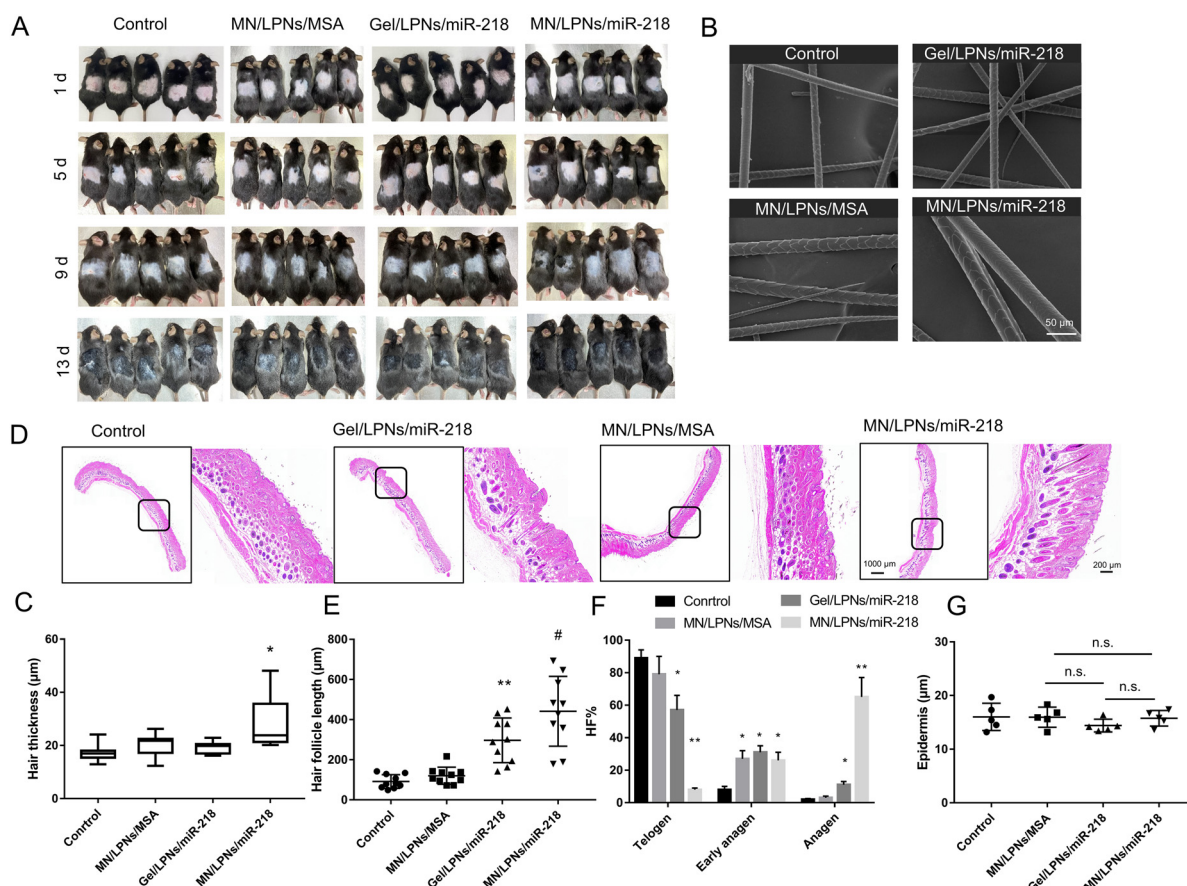 A
Control
MN/LPNs/MSA
Gel/LPNs/miR-218
MN/LPNs/miR-218
1 d
5 d
9 d
13 d
B
Control
Gel/LPNs/miR-218
MN/LPNs/MSA
MN/LPNs/miR-218
50 µm
D
Control
Gel/LPNs/miR-218
MN/LPNs/MSA
MN/LPNs/miR-218
1000 µm
200 µm
C
Hair thickness (µm)
60
40
20
0
*
Conrtrol
MN/LPNs/MSA
Gel/LPNs/miR-218
MN/LPNs/miR-218
E
Hair follicle length (µm)
800
600
400
200
0
**
#
Conrtrol
MN/LPNs/MSA
Gel/LPNs/miR-218
MN/LPNs/miR-218
F
Conrtrol
Gel/LPNs/miR-218
MN/LPNs/MSA
MN/LPNs/miR-218
HF%
100
80
60
40
20
0
*
**
*
*
*
*
**
Telogen
Early anagen
Anagen
G
Epidermis (µm)
30
20
10
0
n.s.
n.s.
n.s.
Conrtrol
MN/LPNs/MSA
Gel/LPNs/miR-218
MN/LPNs/miR-218